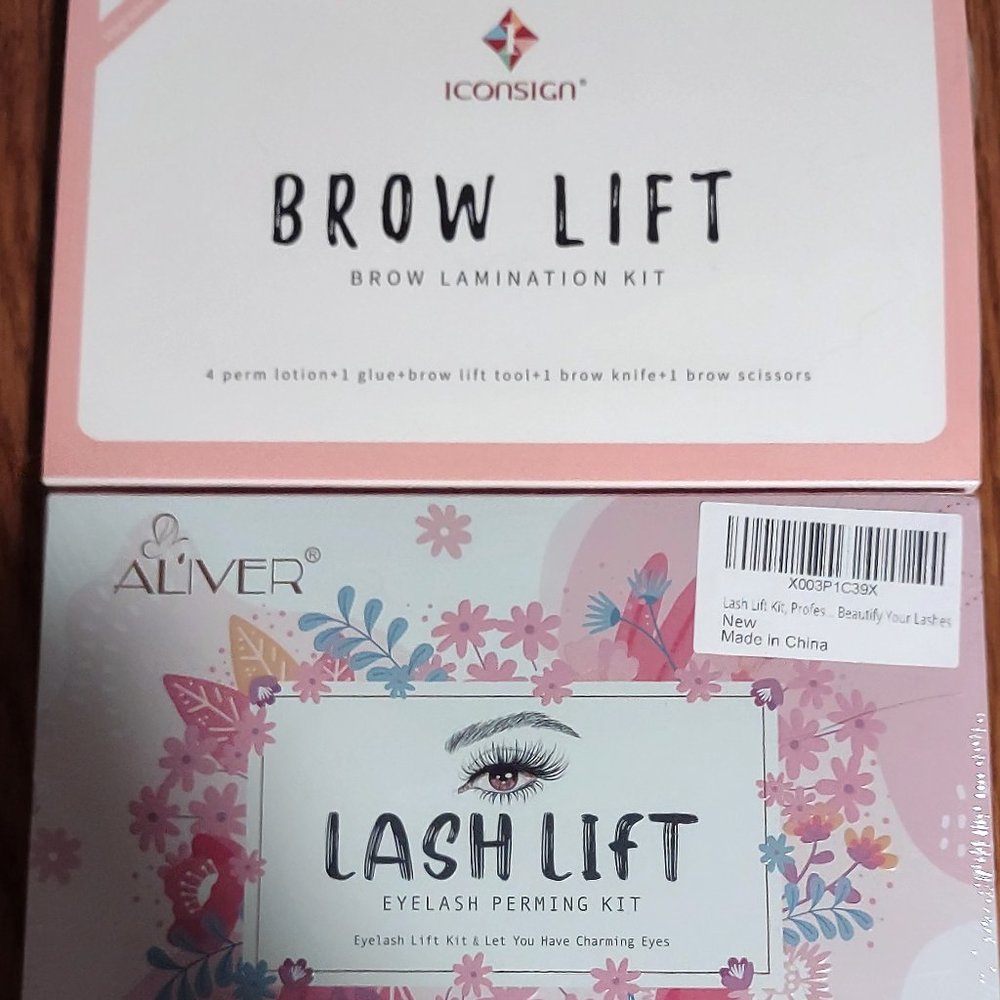 ICONSIGN®
BROW LIFT
BROW LAMINATION KIT
4 perm lotion+1 glue+brow lift tool+1 brow knife+1 brow scissors
ALIVER®
X003P1C39X
Lash Lift Kit, Profes... Beautify Your Lashes
New
Made in China
LASH LIFT
EYELASH PERMING KIT
Eyelash Lift Kit & Let You Have Charming Eyes